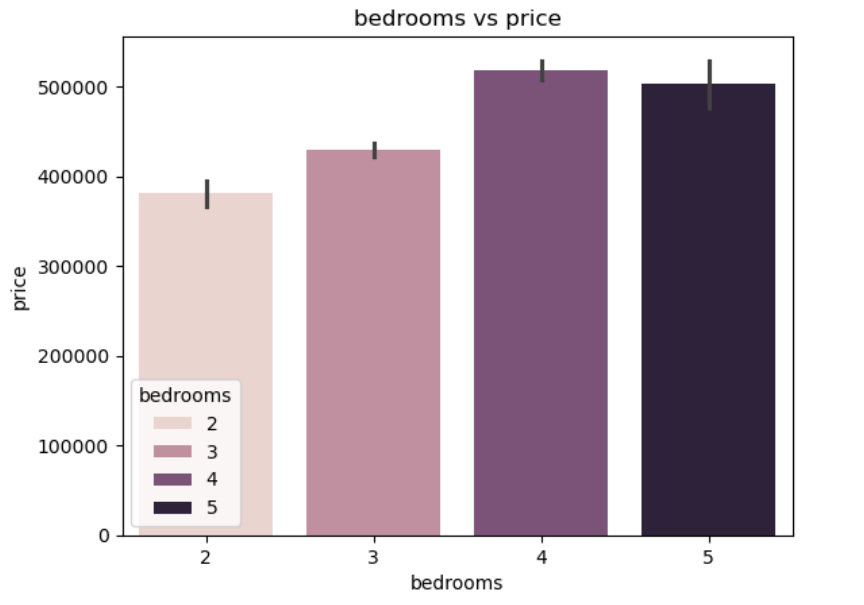 bedrooms vs price
price
500000
400000
300000
200000
100000
0
bedrooms
2
3
4
5
2 3 4 5
bedrooms